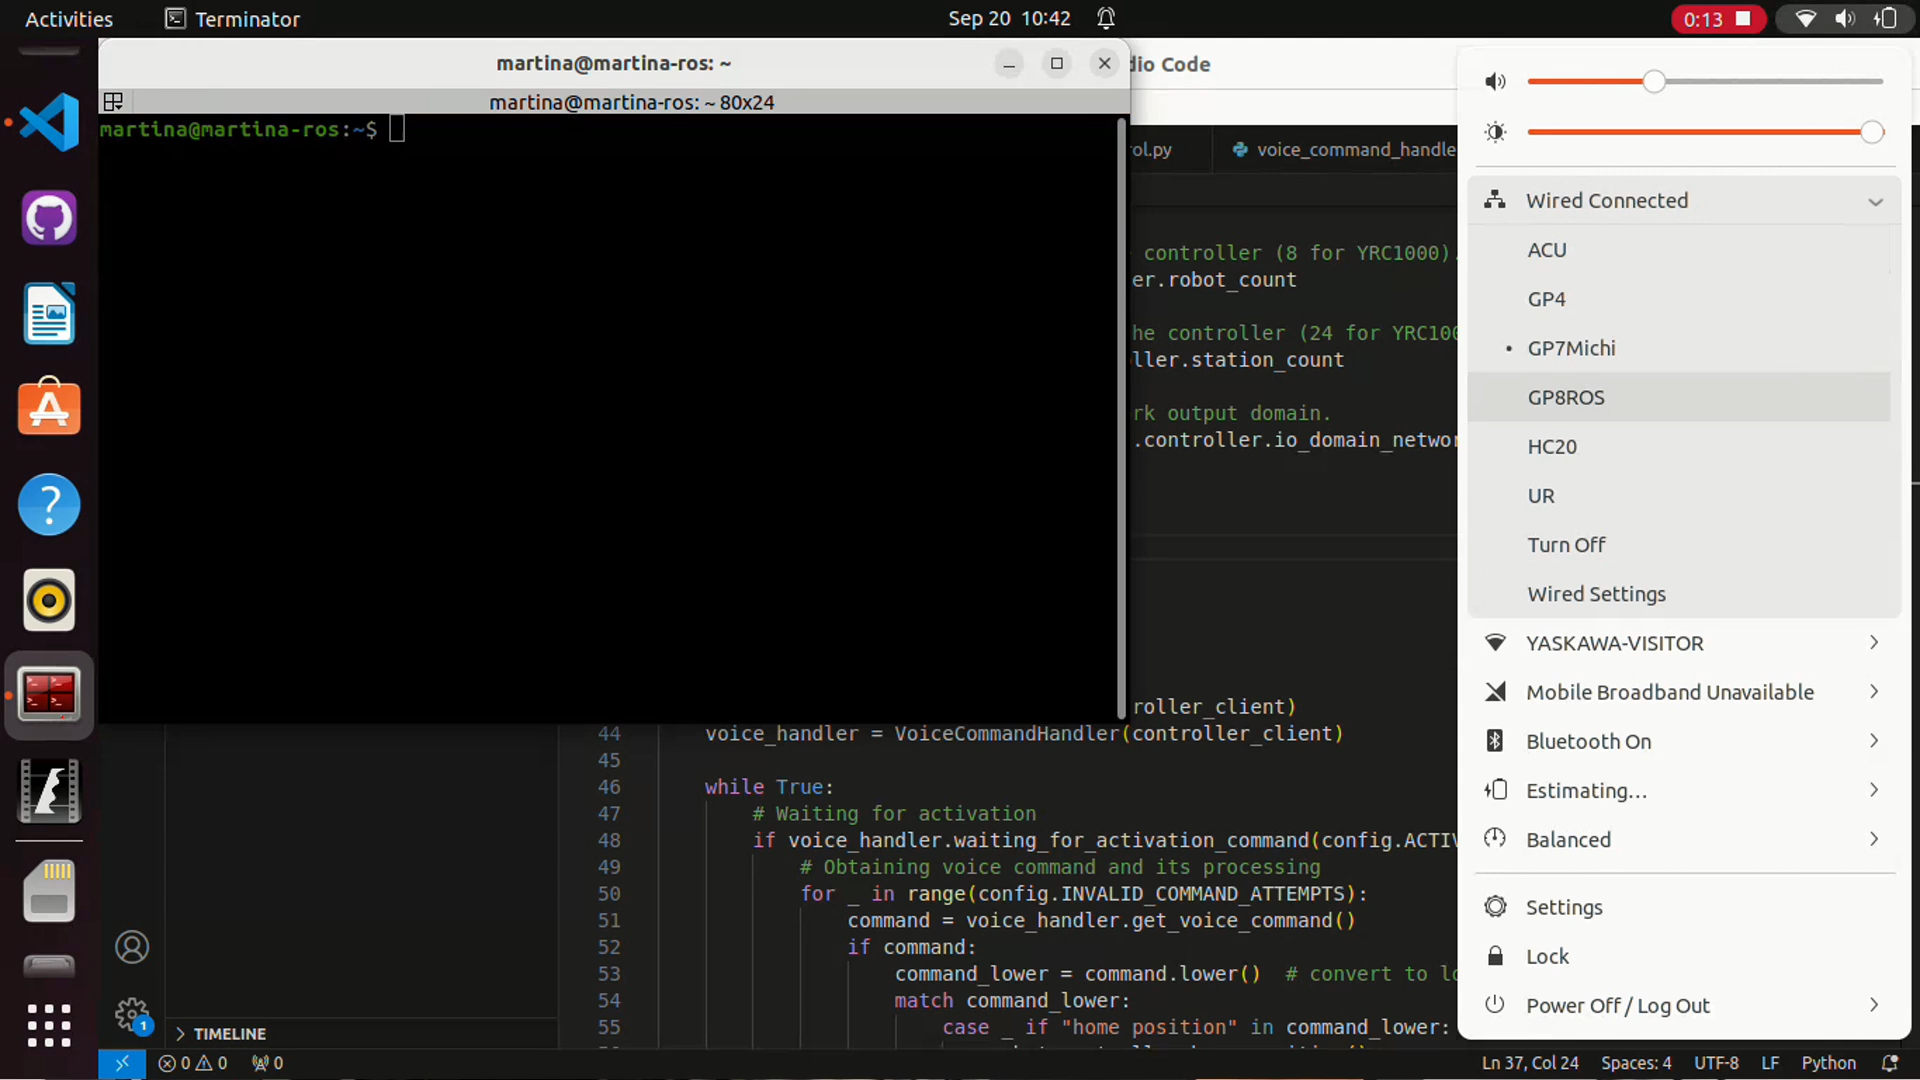 Activities
Terminator
Sep 20 10:42
0:13
martina@martina-ros: ~
martina@martina-ros: ~ 80x24
martina@martina-ros:~$
dio Code
ol.py
voice_command_handle
controller (8 for YRC1000).
er.robot_count
he controller (24 for YRC100
ller.station_count
rk output domain.
.controller.io_domain_networ
roller_client)
44 voice_handler = VoiceCommandHandler(controller_client)
45
46 while True:
47 # Waiting for activation
48 if voice_handler.waiting_for_activation_command(config.ACTIV
49 # Obtaining voice command and its processing
50 for _ in range(config.INVALID_COMMAND_ATTEMPTS):
51 command = voice_handler.get_voice_command()
52 if command:
53 command_lower = command.lower() # convert to lo
54 match command_lower:
55 case _ if "home position" in command_lower:
Wired Connected
ACU
GP4
• GP7Michi
GP8ROS
HC20
UR
Turn Off
Wired Settings
YASKAWA-VISITOR
Mobile Broadband Unavailable
Bluetooth On
Estimating…
Balanced
Settings
Lock
Power Off / Log Out
1
TIMELINE
0 0 0
Ln 37, Col 24 Spaces: 4 UTF-8 LF Python